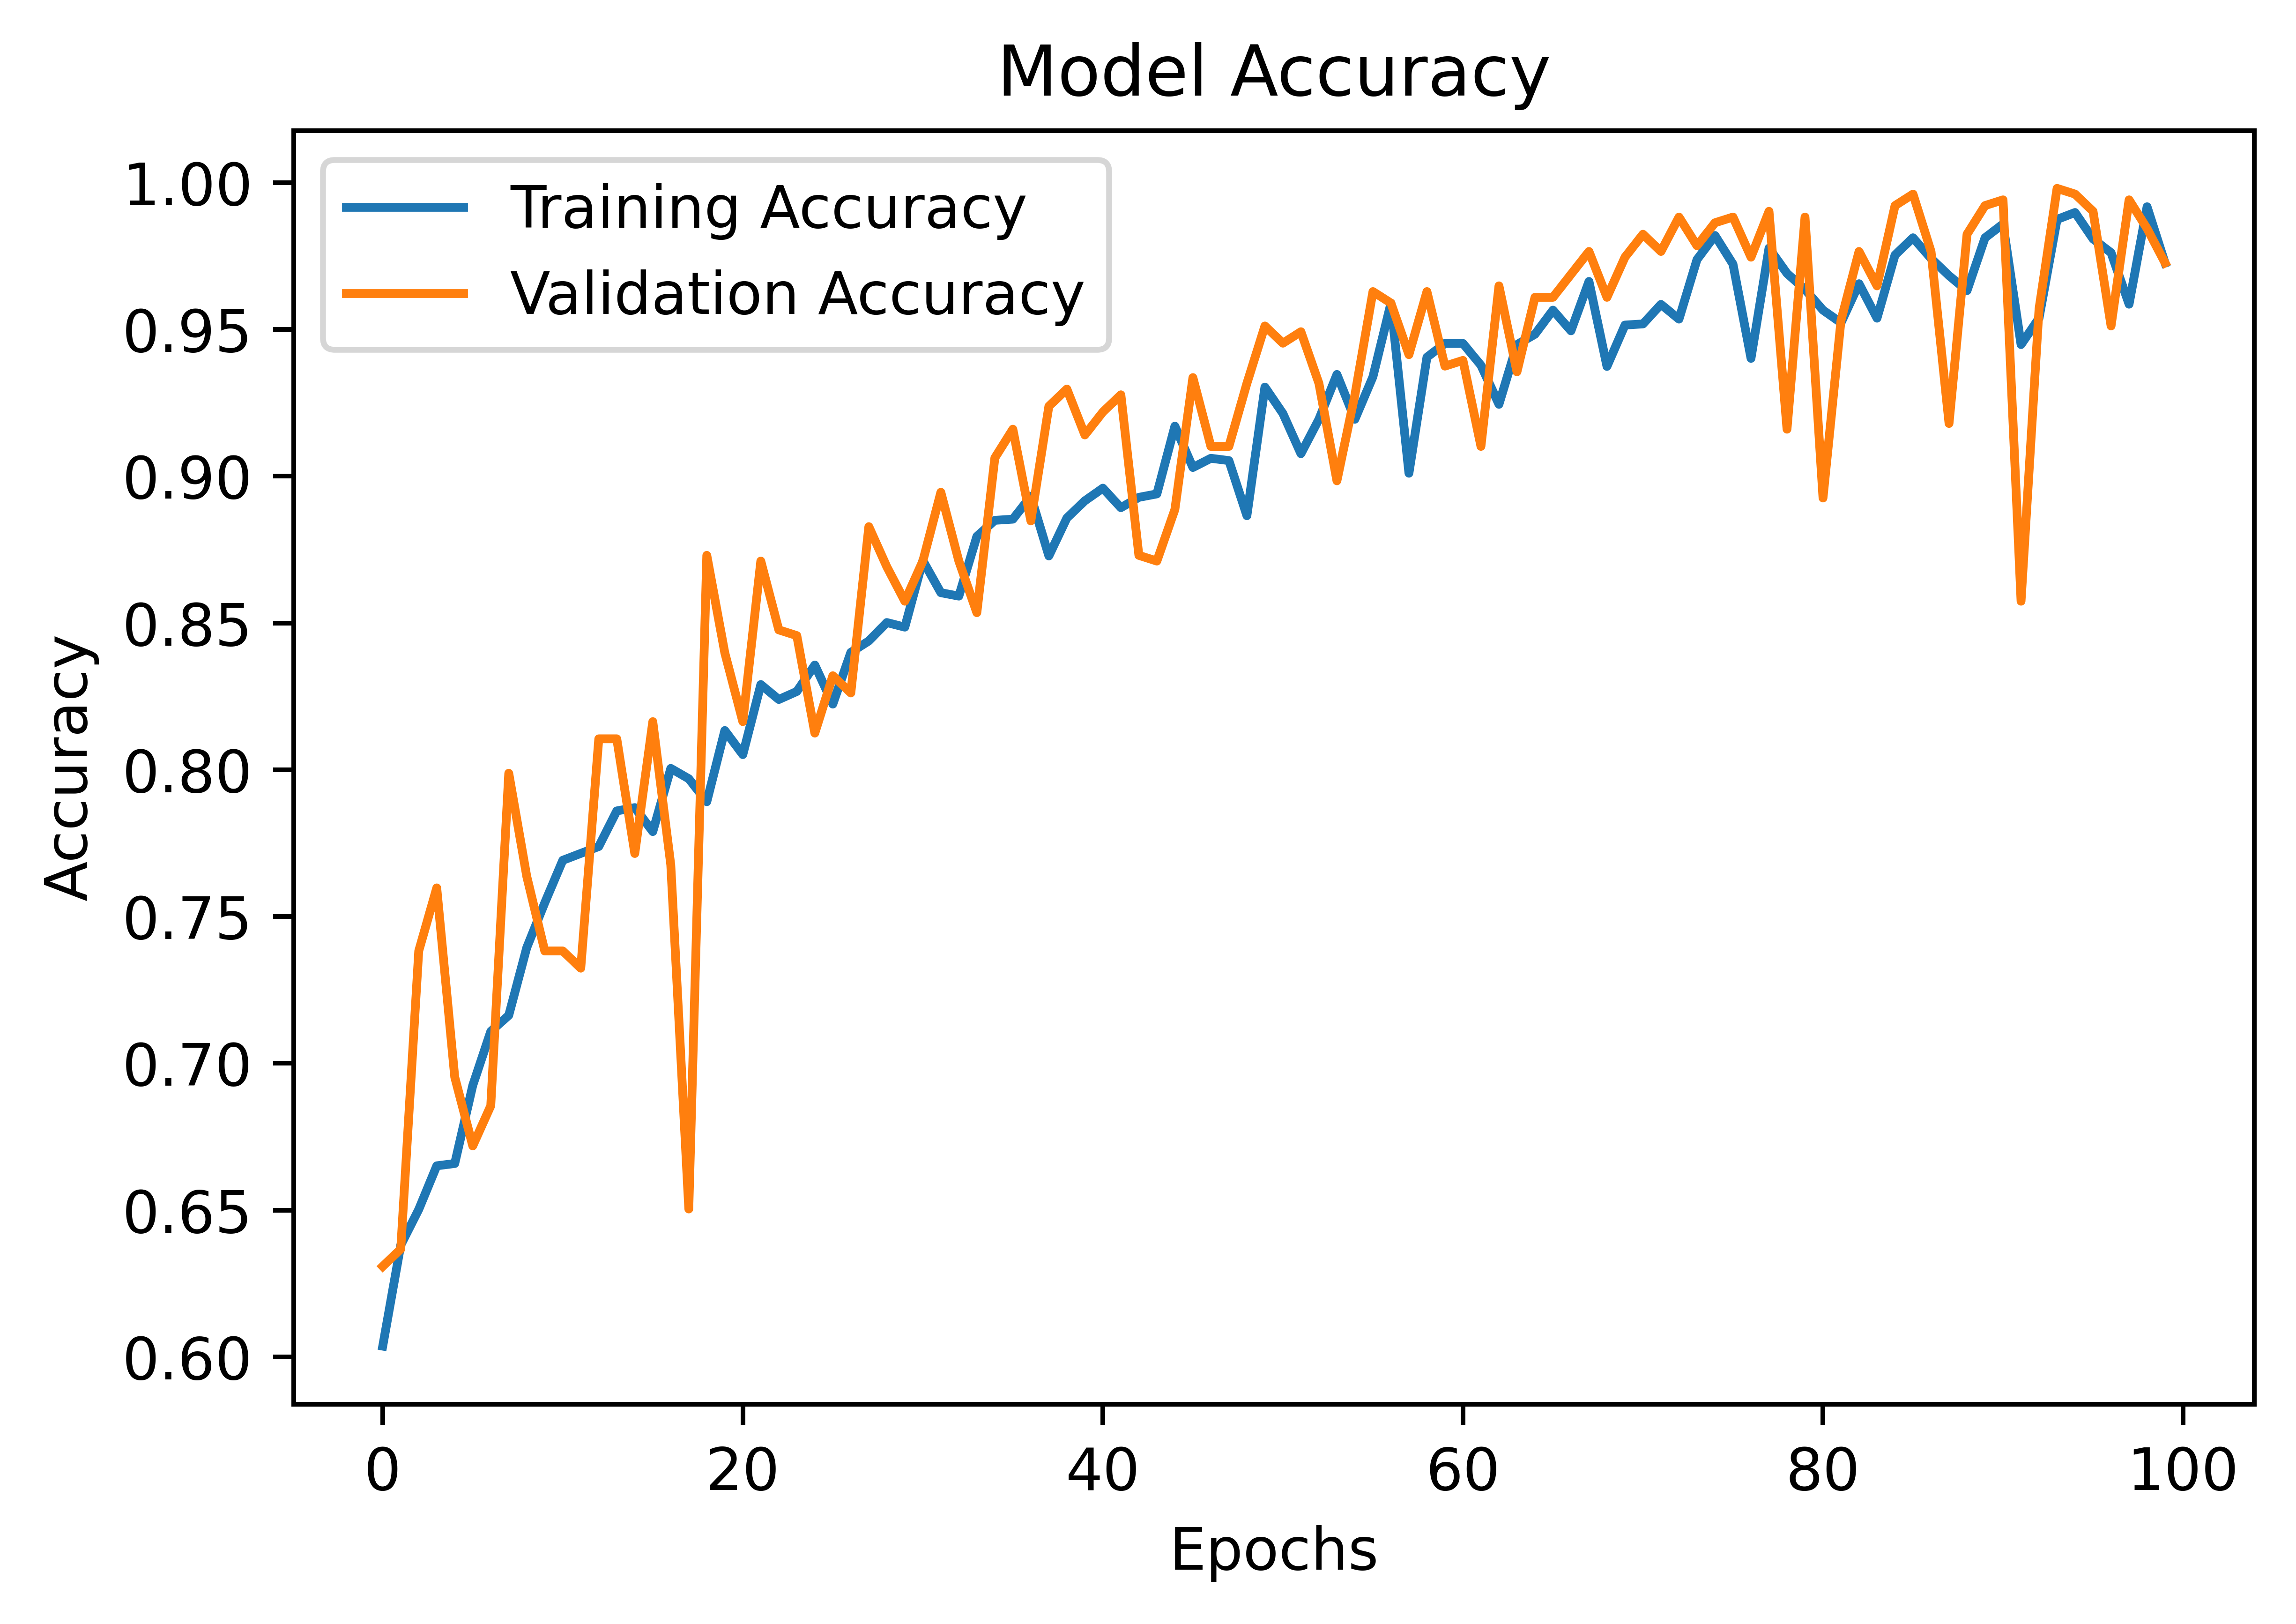 Model Accuracy
Training Accuracy
Validation Accuracy
1.00
0.95
0.90
0.85
0.80
0.75
0.70
0.65
0.60
Accuracy
0 20 40 60 80 100
Epochs